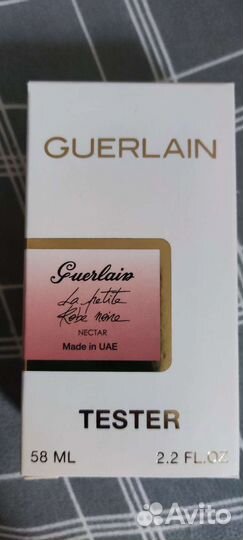 GUERLAIN
Guerlain
La petite
Robe noire
NECTAR
Made in UAE
TESTER
58 ML 2.2 FL.OZ
Avito